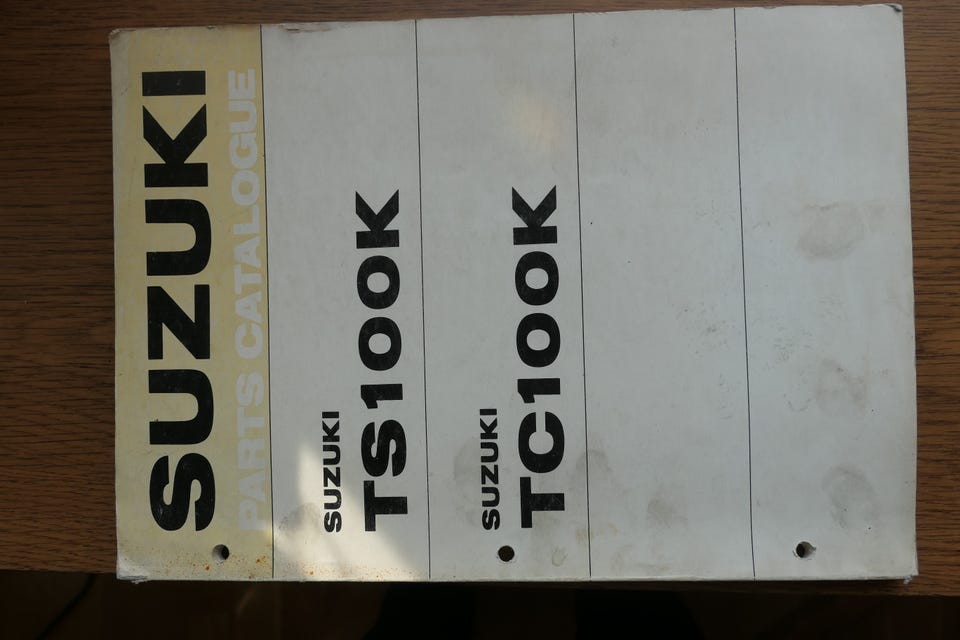 SUZUKI
PARTS CATALOGUE
SUZUKI
TS100K
SUZUKI
TC100K